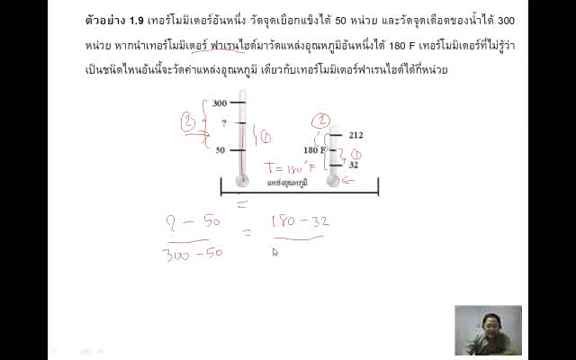 ตัวอย่าง 1.9 เทอร์โมมิเตอร์อันหนึ่ง วัดจุดเยือกแข็งได้ 50 หน่วย และวัดจุดเดือดของน้ำได้ 300
หน่วย หากนำเทอร์โมมิเตอร์ ฟาเรนไฮด์มาวัดแหล่งอุณหภูมิอันหนึ่งได้ 180 F เทอร์โมมิเตอร์ที่ไม่รู้ว่า
เป็นชนิดไหนอันนี้จะวัดค่าแหล่งอุณหภูมิ เดียวกับเทอร์โมมิเตอร์ฟาเรนไฮด์ได้กี่หน่วย
300
?
50
2
1
2
212
180 F
1
32
T = 180 °F
แหล่งอุณหภูมิ
=
? - 50 = 180 - 32
300 - 50